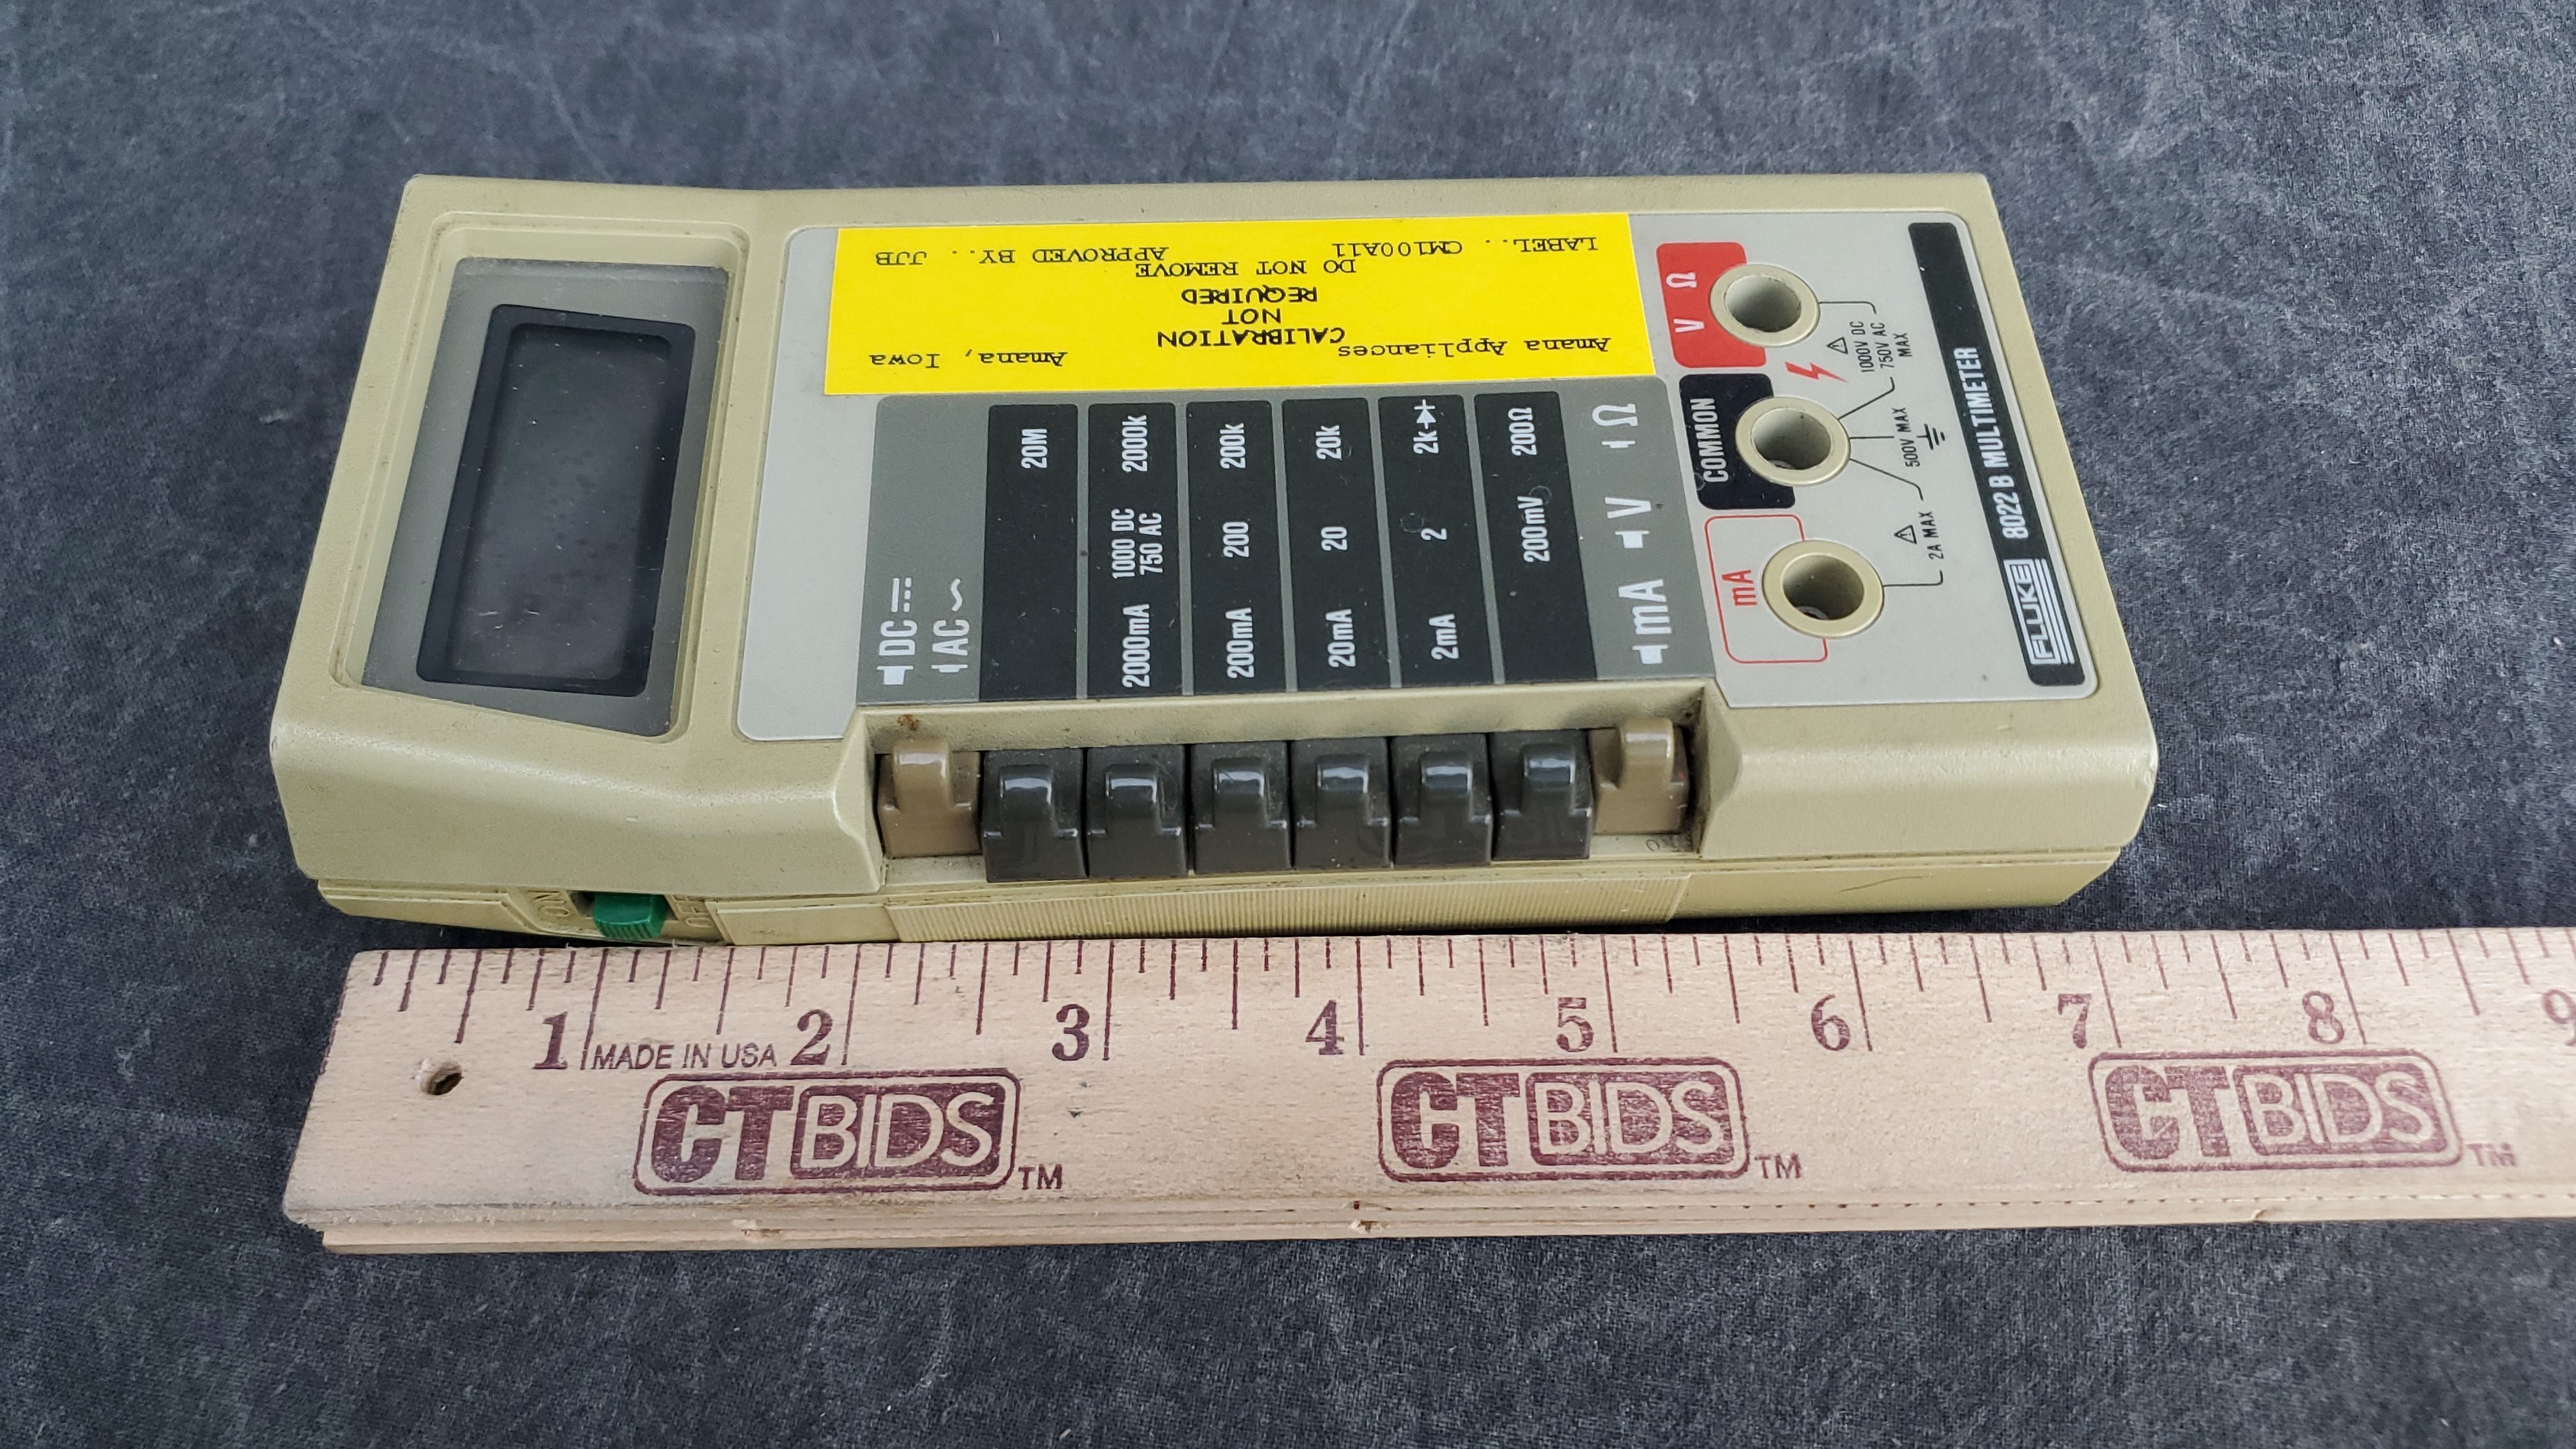 Amana Appliances Amana, Iowa
CALIBRATION
NOT
REQUIRED
DO NOT REMOVE
LABEL.. CM100A11 APPROVED BY.. JJB
DC
AC ~
20M
2000mA 1000 DC 750 AC 2000k
200mA 200 200k
20mA 20 20k
2mA 2 2k
200mV 200Ω
mA V Ω
V Ω
COMMON
mA
1000V DC
750V AC
MAX
500V MAX
2A MAX
FLUKE 8022 B MULTIMETER
ON OFF
1 2 3 4 5 6 7 8 9
MADE IN USA
CTBIDS™ CTBIDS™ CTBIDS™